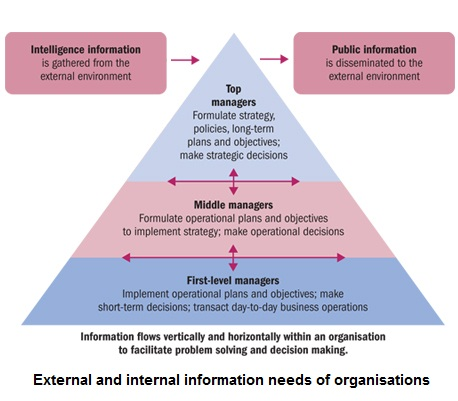 Intelligence information
is gathered from the
external environment
Public information
is disseminated to the
external environment
Top
managers
Formulate strategy,
policies, long-term
plans and objectives;
make strategic decisions
Middle managers
Formulate operational plans and objectives
to implement strategy; make operational decisions
First-level managers
Implement operational plans and objectives; make
short-term decisions; transact day-to-day business operations
Information flows vertically and horizontally within an organisation
to facilitate problem solving and decision making.
External and internal information needs of organisations